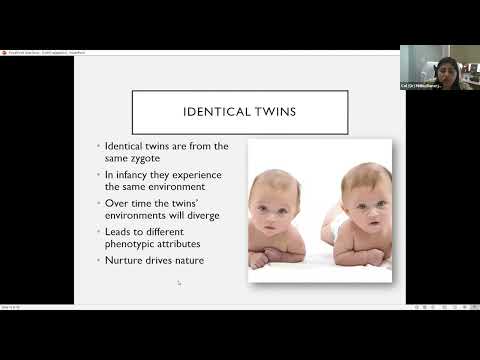 IDENTICAL TWINS
• Identical twins are from the
same zygote
• In infancy they experience
the same environment
• Over time the twins'
environments will diverge
• Leads to different
phenotypic attributes
• Nurture drives nature